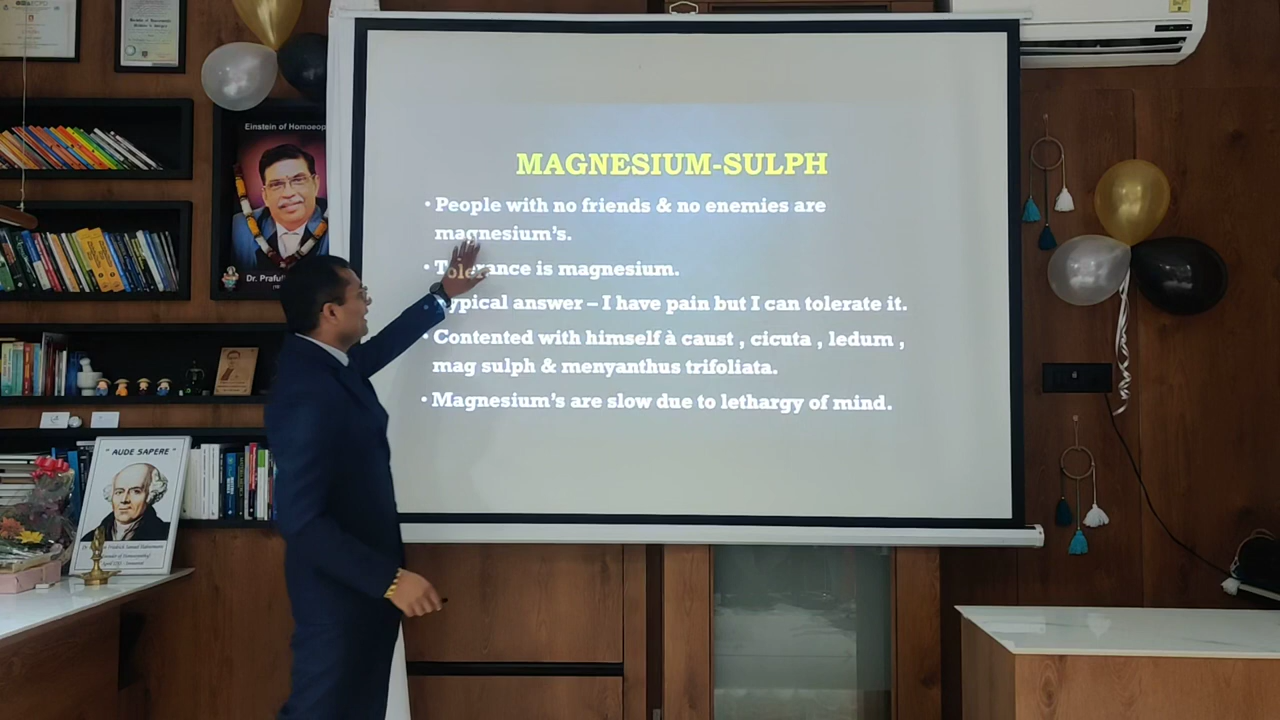 MAGNESIUM-SULPH
• People with no friends & no enemies are
magnesium's.
• Tolerance is magnesium.
• Typical answer – I have pain but I can tolerate it.
• Contented with himself à caust , cicuta , ledum ,
mag sulph & menyanthus trifoliata.
• Magnesium's are slow due to lethargy of mind.
Einstein of Homoeop
Dr. Praful
" AUDE SAPERE "